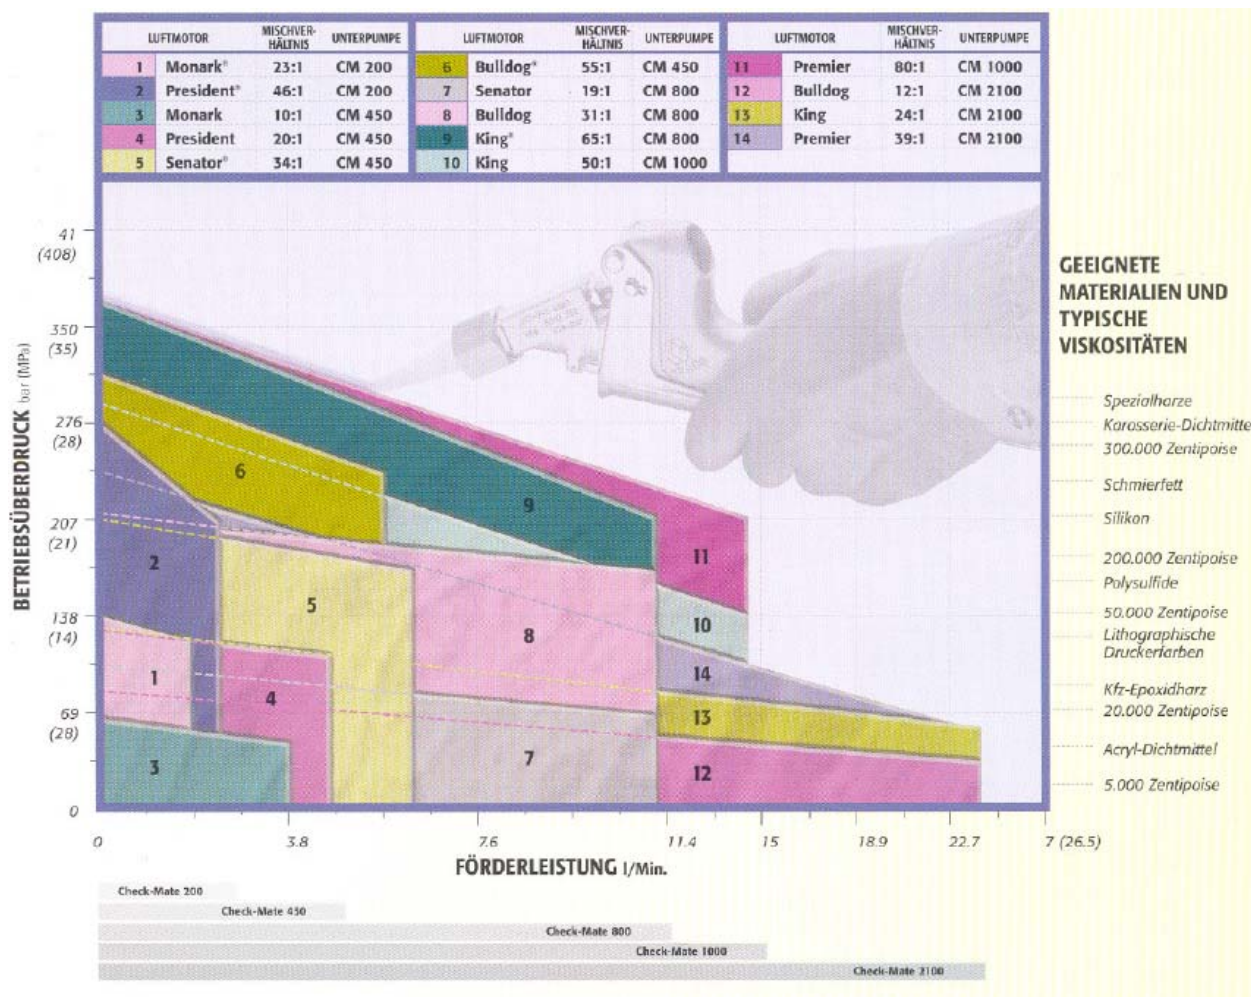 LUFTMOTOR MISCHVER-HÄLTNIS UNTERPUMPE
1 Monark® 23:1 CM 200
2 President® 46:1 CM 200
3 Monark 10:1 CM 450
4 President 20:1 CM 450
5 Senator® 34:1 CM 450
LUFTMOTOR MISCHVER-HÄLTNIS UNTERPUMPE
6 Bulldog® 55:1 CM 450
7 Senator 19:1 CM 800
8 Bulldog 31:1 CM 800
9 King® 65:1 CM 800
10 King 50:1 CM 1000
LUFTMOTOR MISCHVER-HÄLTNIS UNTERPUMPE
11 Premier 80:1 CM 1000
12 Bulldog 12:1 CM 2100
13 King 24:1 CM 2100
14 Premier 39:1 CM 2100
BETRIEBSÜBERDRUCK bar (MPa)
41
(408)
350
(35)
276
(28)
207
(21)
138
(14)
69
(28)
0
6
9
2
11
5
10
8
14
1
4
13
3
7
12
0 3.8 7.6 11.4 15 18.9 22.7 7 (26.5)
FÖRDERLEISTUNG l/Min.
Check-Mate 200
Check-Mate 450
Check-Mate 800
Check-Mate 1000
Check-Mate 2100
GEEIGNETE
MATERIALIEN UND
TYPISCHE
VISKOSITÄTEN
Spezialharze
Karosserie-Dichtmitte
300.000 Zentipoise
Schmierfett
Silikon
200.000 Zentipoise
Polysulfide
50.000 Zentipoise
Lithographische
Druckerfarben
Kfz-Epoxidharz
20.000 Zentipoise
Acryl-Dichtmittel
5.000 Zentipoise